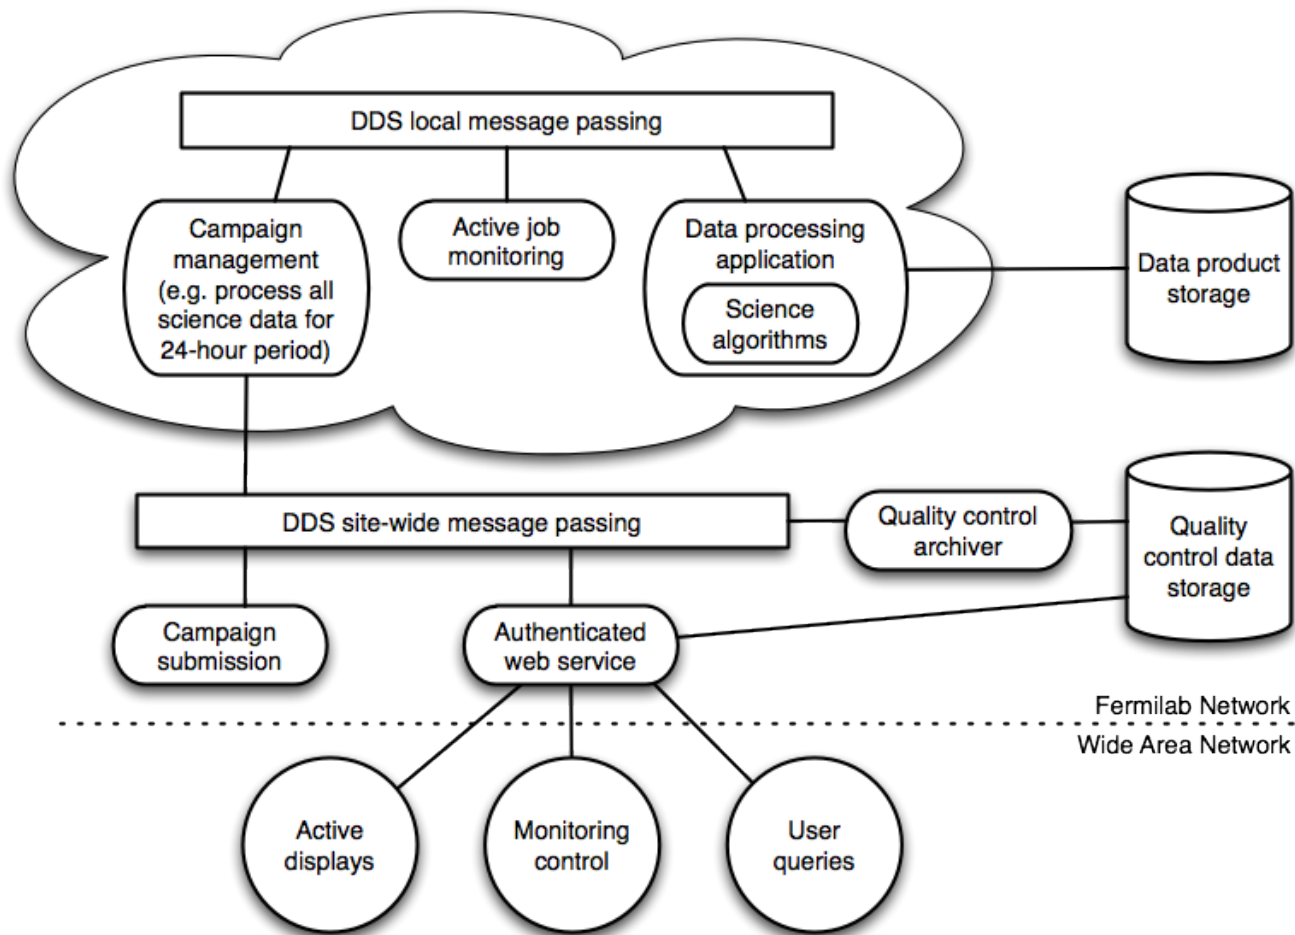 DDS local message passing
Campaign
management
(e.g. process all
science data for
24-hour period)
Active job
monitoring
Data processing
application
Science
algorithms
Data product
storage
DDS site-wide message passing
Quality control
archiver
Quality
control data
storage
Campaign
submission
Authenticated
web service
Fermilab Network
Wide Area Network
Active
displays
Monitoring
control
User
queries